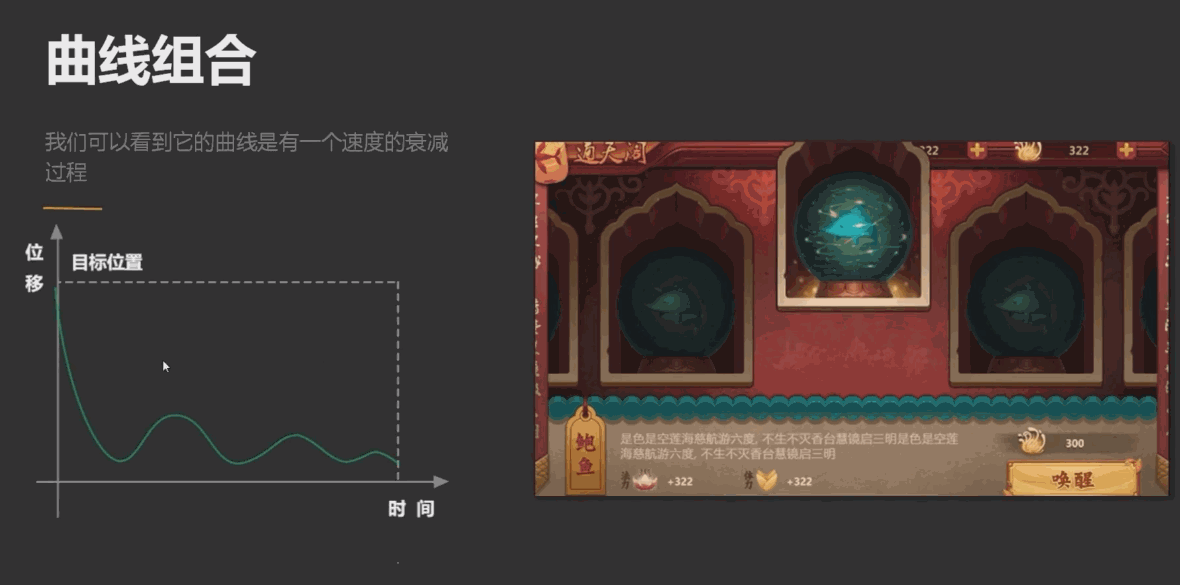 曲线组合
我们可以看到它的曲线是有一个速度的衰减
过程
位
移
目标位置
时 间
通天阁
322
322
鲍
鱼
是色是空莲海慈航游六度, 不生不灭香台慧镜启三明是色是空莲
海慈航游六度, 不生不灭香台慧镜启三明
法力
+322
体力
+322
300
唤醒